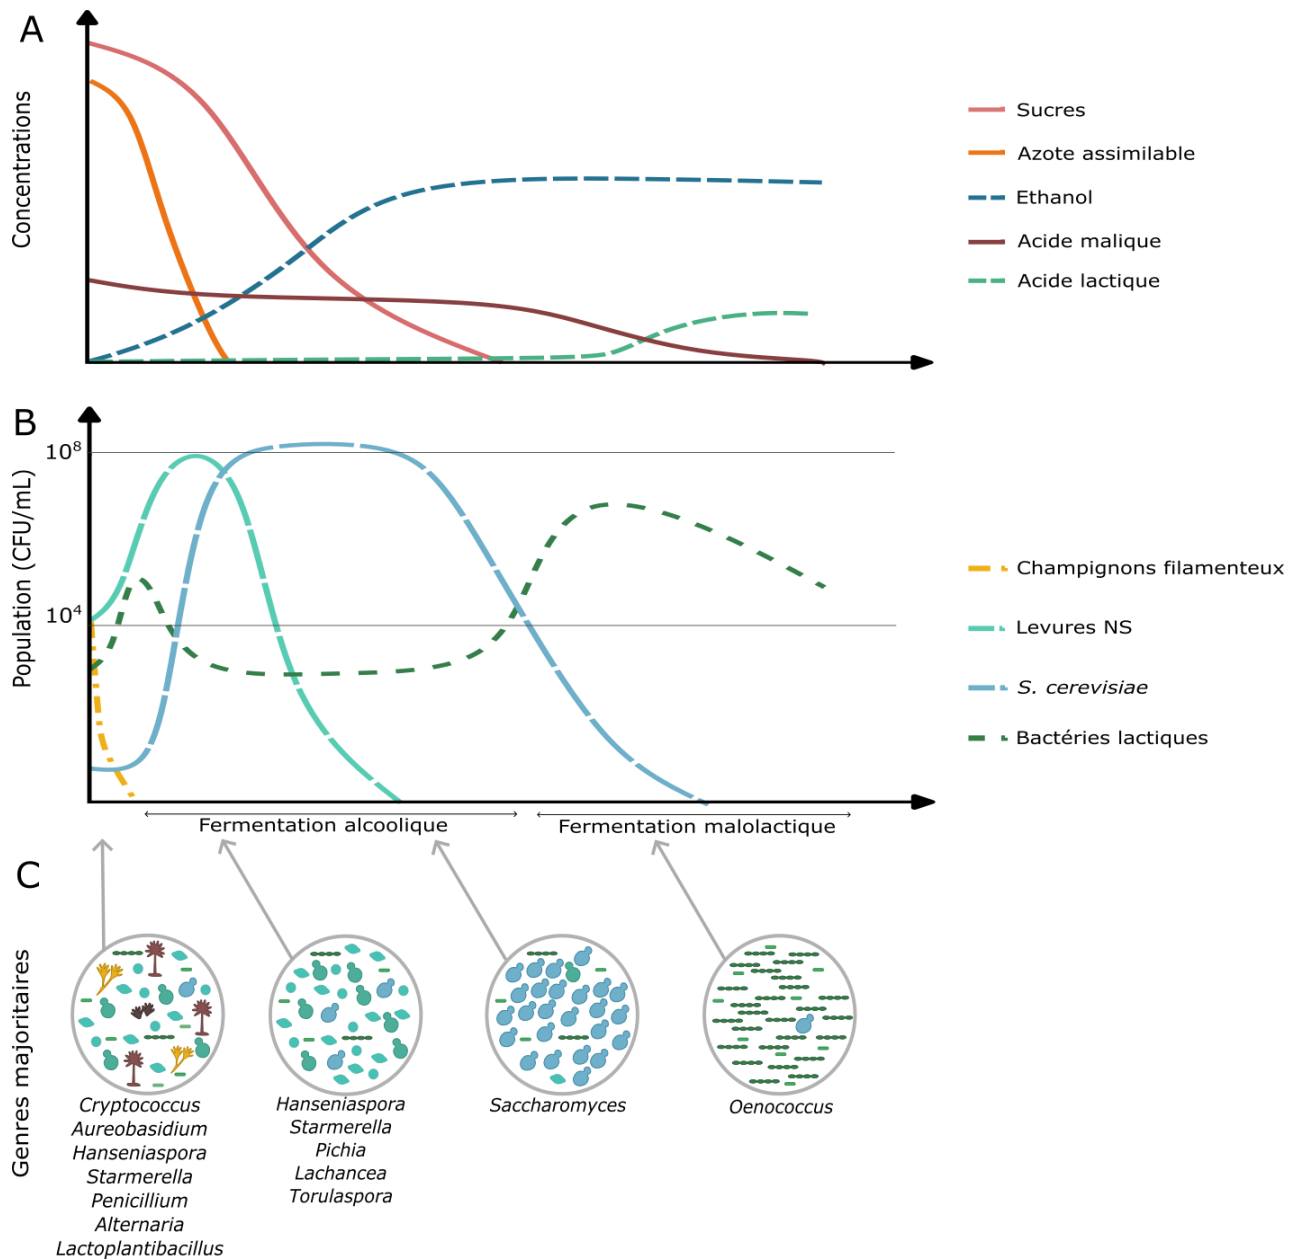 A
Concentrations
Sucres
Azote assimilable
Ethanol
Acide malique
Acide lactique
B
Population (CFU/mL)
10⁸
10⁴
Champignons filamenteux
Levures NS
S. cerevisiae
Bactéries lactiques
Fermentation alcoolique
Fermentation malolactique
C
Genres majoritaires
Cryptococcus
Aureobasidium
Hanseniaspora
Starmerella
Penicillium
Alternaria
Lactoplantibacillus
Hanseniaspora
Starmerella
Pichia
Lachancea
Torulaspora
Saccharomyces
Oenococcus